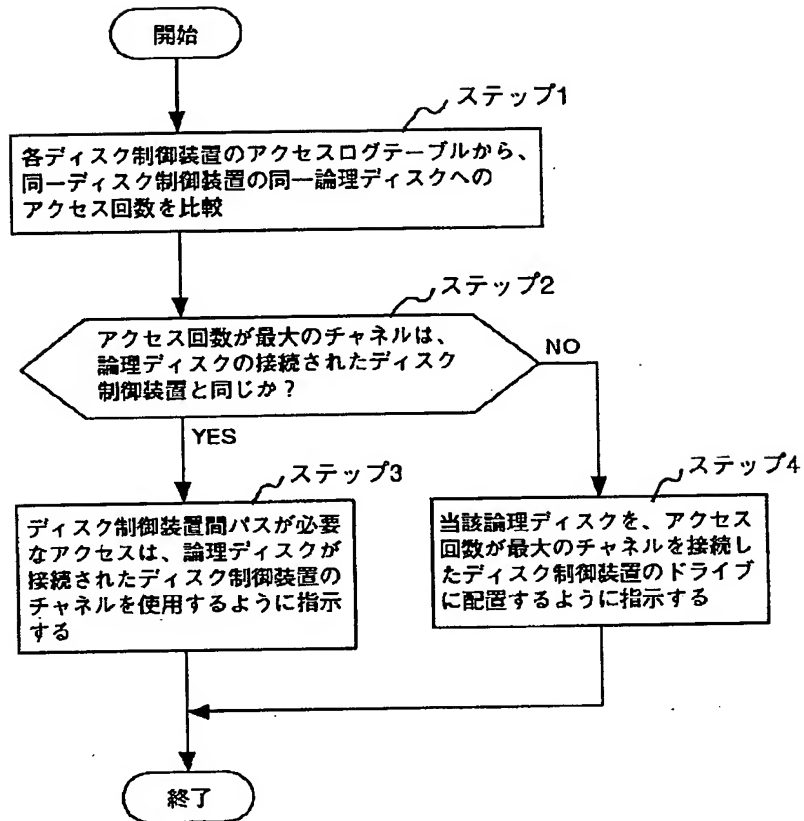 開始
ステップ1
各ディスク制御装置のアクセスログテーブルから、
同一ディスク制御装置の同一論理ディスクへの
アクセス回数を比較
ステップ2
アクセス回数が最大のチャネルは、
論理ディスクの接続されたディスク
制御装置と同じか？
NO
YES
ステップ3
ディスク制御装置間パスが必要
なアクセスは、論理ディスクが
接続されたディスク制御装置の
チャネルを使用するように指示
する
ステップ4
当該論理ディスクを、アクセス
回数が最大のチャネルを接続し
たディスク制御装置のドライブ
に配置するように指示する
終了